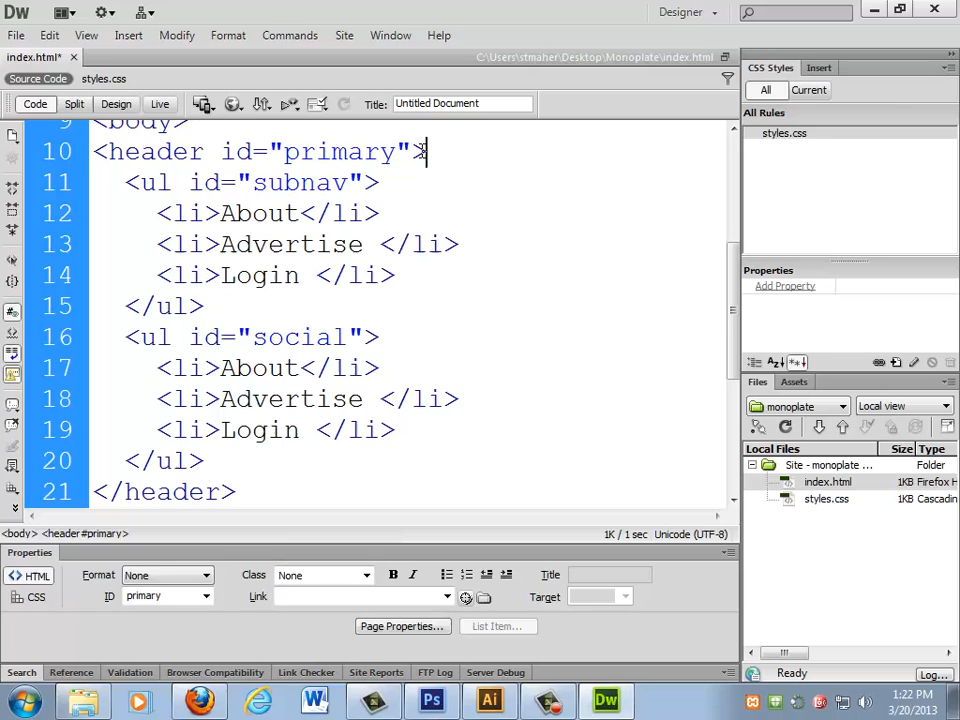 Dw
Designer
File Edit View Insert Modify Format Commands Site Window Help
index.html* C:\Users\stmaher\Desktop\Monoplate\index.html
Source Code styles.css
Code Split Design Live Title: Untitled Document
9 <body>
10 <header id="primary">
11 <ul id="subnav">
12 <li>About</li>
13 <li>Advertise </li>
14 <li>Login </li>
15 </ul>
16 <ul id="social">
17 <li>About</li>
18 <li>Advertise </li>
19 <li>Login </li>
20 </ul>
21 </header>
<body> <header#primary> 1K / 1 sec Unicode (UTF-8)
Properties
<> HTML Format None Class None B I Title
CSS ID primary Link Target
Page Properties... List Item...
Search Reference Validation Browser Compatibility Link Checker Site Reports FTP Log Server Debug
CSS Styles Insert
All Current
All Rules
styles.css
Properties
Add Property
Files Assets
monoplate Local view
Local Files Size Type
Site - monoplate ... Folder
index.html 1KB Firefox H
styles.css 1KB Cascadin
Ready Log...
W Ps Ai Dw
1:22 PM
3/20/2013